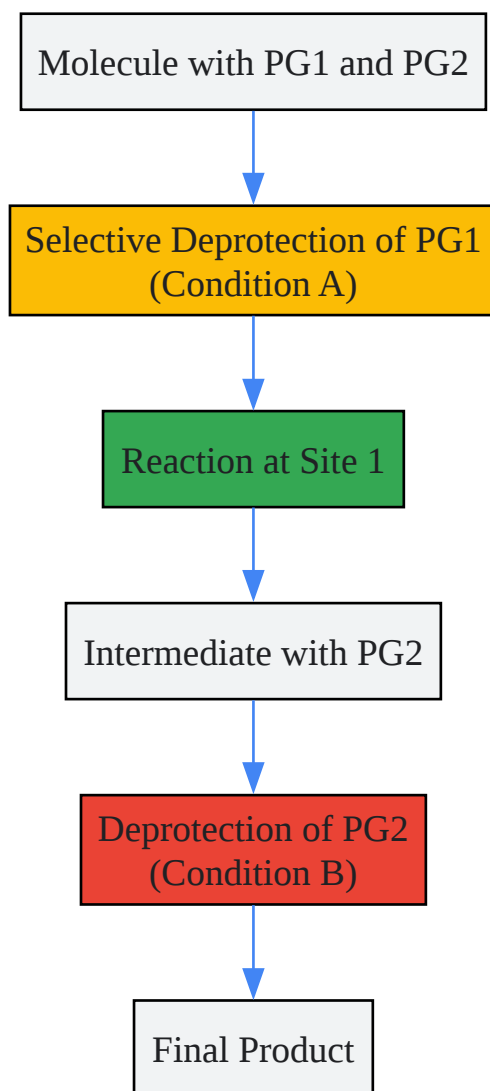 Molecule with PG1 and PG2
Selective Deprotection of PG1
(Condition A)
Reaction at Site 1
Intermediate with PG2
Deprotection of PG2
(Condition B)
Final Product